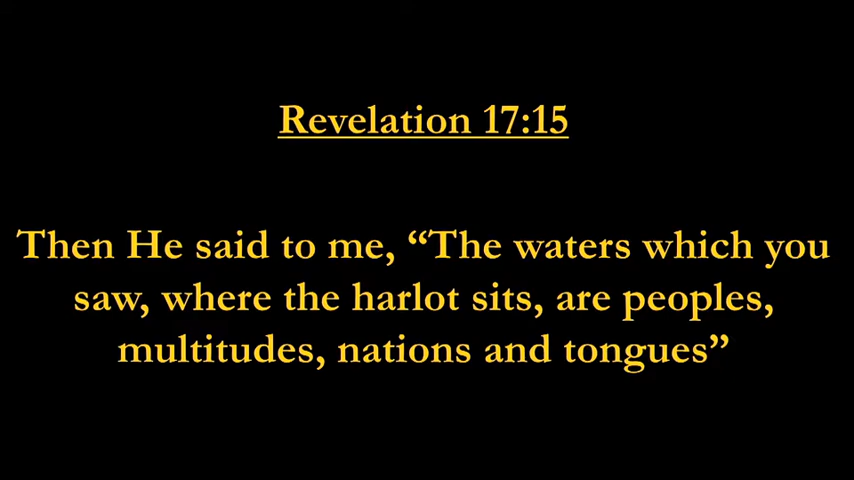 Revelation 17:15
Then He said to me, “The waters which you
saw, where the harlot sits, are peoples,
multitudes, nations and tongues”